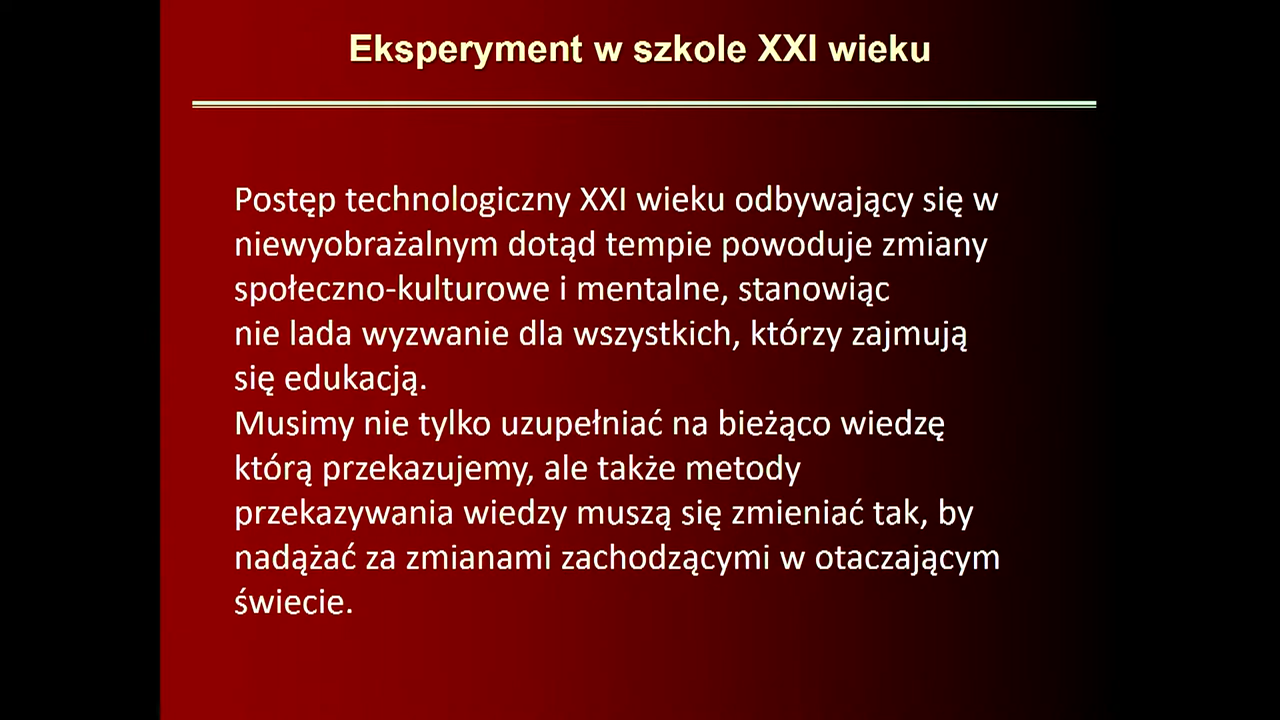 Eksperyment w szkole XXI wieku
Postęp technologiczny XXI wieku odbywający się w
niewyobrażalnym dotąd tempie powoduje zmiany
społeczno-kulturowe i mentalne, stanowiąc
nie lada wyzwanie dla wszystkich, którzy zajmują
się edukacją.
Musimy nie tylko uzupełniać na bieżąco wiedzę
którą przekazujemy, ale także metody
przekazywania wiedzy muszą się zmieniać tak, by
nadążać za zmianami zachodzącymi w otaczającym
świecie.